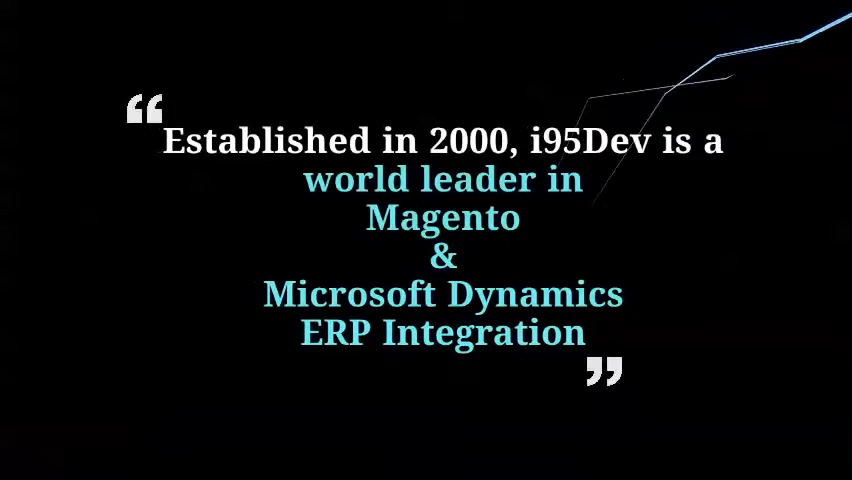 “Established in 2000, i95Dev is a
world leader in
Magento
&
Microsoft Dynamics
ERP Integration
”